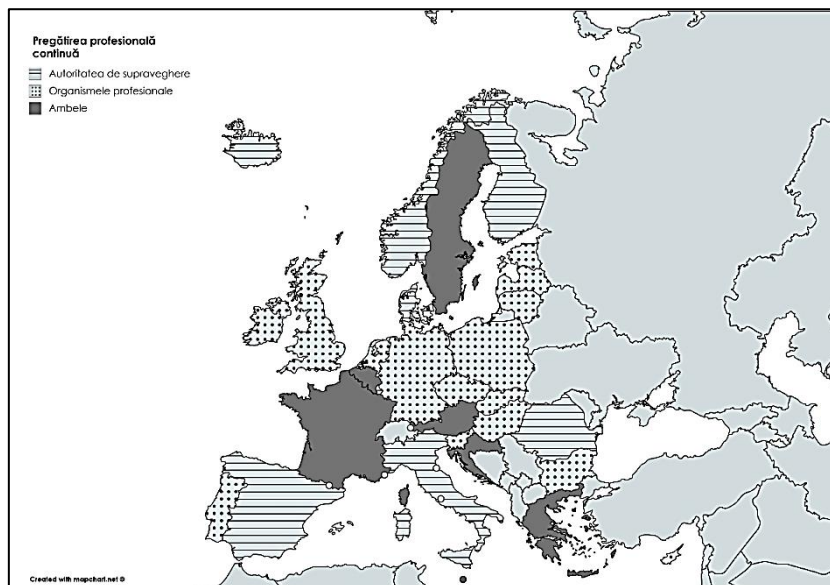 Pregătirea profesională
continuă
Autoritatea de supraveghere
Organismele profesionale
Ambele
Created with mapchart.net ©